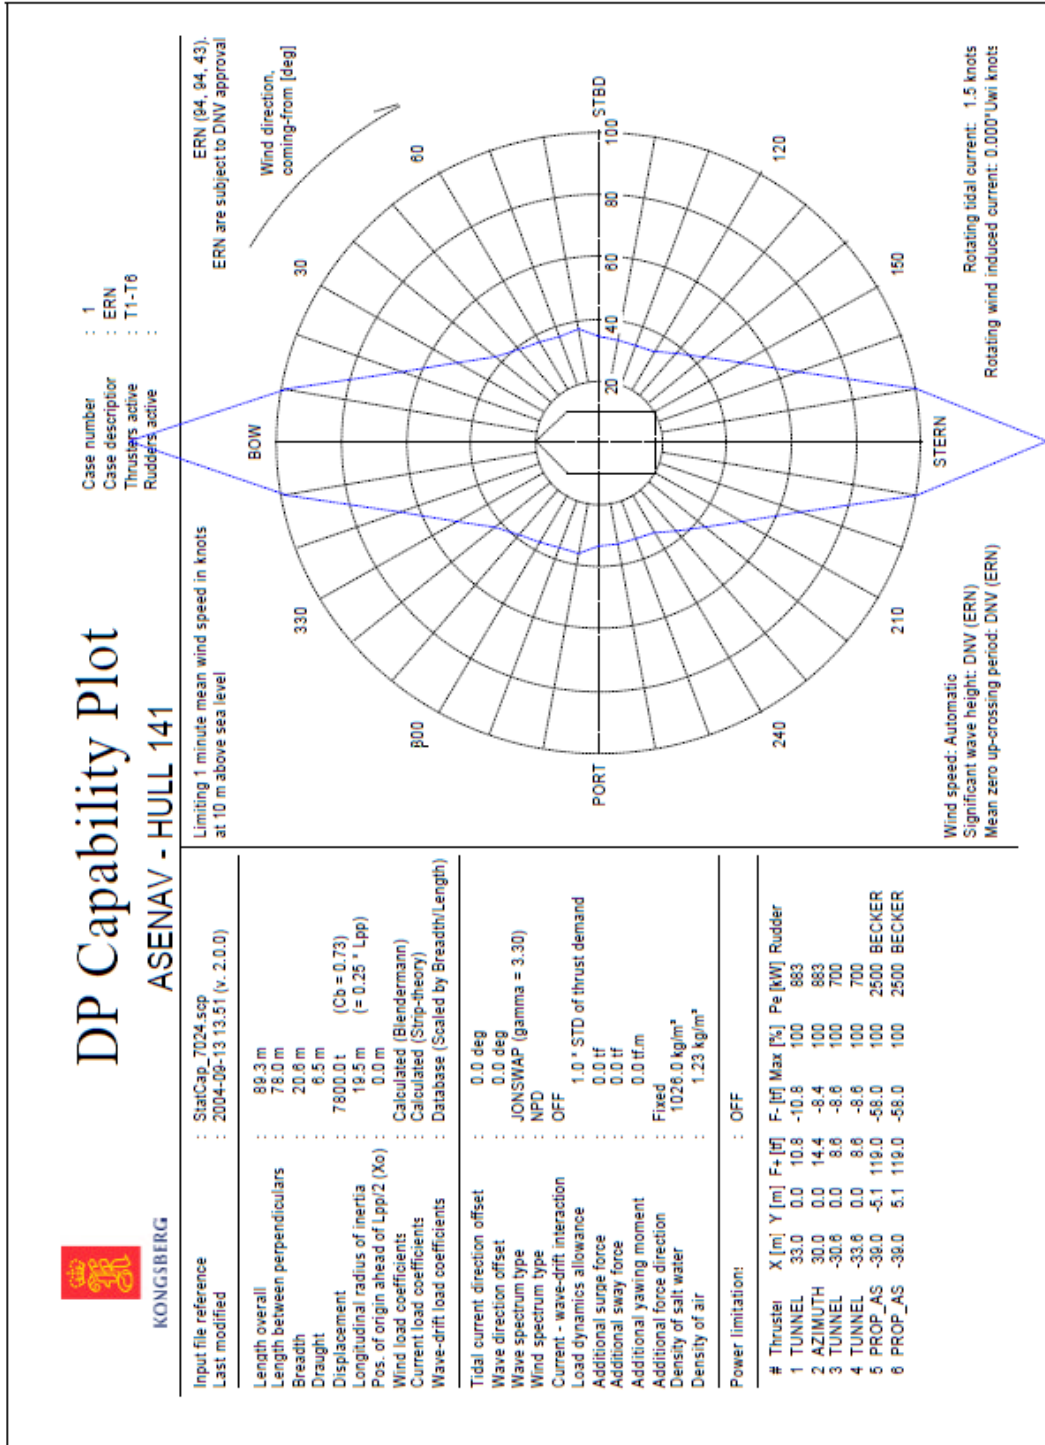 DP Capability Plot
ASENAV - HULL 141
KONGSBERG
Input file reference : StatCap_7024.scp
Last modified : 2004-09-13 13.51 (v. 2.0.0)
Length overall : 89.3 m
Length between perpendiculars : 78.0 m
Breadth : 20.6 m
Draught : 6.5 m
Displacement : 7800.0 t (Cb = 0.73)
Longitudinal radius of inertia : 19.5 m (= 0.25 * Lpp)
Pos. of origin ahead of Lpp/2 (Xo) : 0.0 m
Wind load coefficients : Calculated (Blendermann)
Current load coefficients : Calculated (Strip-theory)
Wave-drift load coefficients : Database (Scaled by Breadth/Length)
Tidal current direction offset : 0.0 deg
Wave direction offset : 0.0 deg
Wave spectrum type : JONSWAP (gamma = 3.30)
Wind spectrum type : NPD
Current - wave-drift interaction : OFF
Load dynamics allowance : 1.0 * STD of thrust demand
Additional surge force : 0.0 tf
Additional sway force : 0.0 tf
Additional yawing moment : 0.0 tf.m
Additional force direction : Fixed
Density of salt water : 1026.0 kg/m³
Density of air : 1.23 kg/m³
Power limitation: : OFF
# Thruster X [m] Y [m] F+ [tf] F- [tf] Max [%] Pe [kW] Rudder
1 TUNNEL 33.0 0.0 10.8 -10.8 100 883
2 AZIMUTH 30.0 0.0 14.4 -8.4 100 883
3 TUNNEL -30.6 0.0 8.6 -8.6 100 700
4 TUNNEL -33.6 0.0 8.6 -8.6 100 700
5 PROP_AS -39.0 -5.1 119.0 -58.0 100 2500 BECKER
6 PROP_AS -39.0 5.1 119.0 -58.0 100 2500 BECKER
Case number : 1
Case description : ERN
Thrusters active : T1-T6
Rudders active :
Limiting 1 minute mean wind speed in knots
at 10 m above sea level
ERN (94, 94, 43).
ERN are subject to DNV approval
Wind direction,
coming-from [deg]
BOW
330
30
300
60
PORT
20
40
60
80
100
STBD
240
120
210
150
STERN
Wind speed: Automatic
Significant wave height: DNV (ERN)
Mean zero up-crossing period: DNV (ERN)
Rotating tidal current: 1.5 knots
Rotating wind induced current: 0.000*Uwi knots